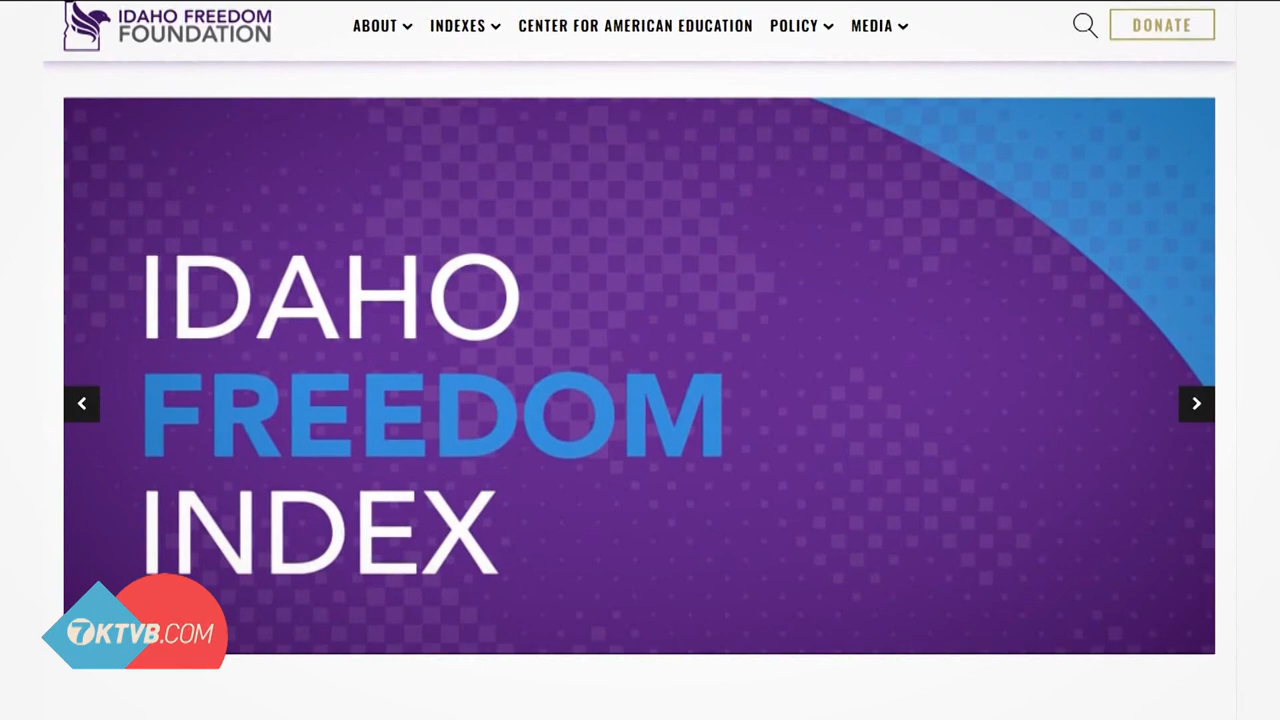 IDAHO FREEDOM
FOUNDATION
ABOUT INDEXES CENTER FOR AMERICAN EDUCATION POLICY MEDIA DONATE
IDAHO
FREEDOM
INDEX
7KTVB.COM